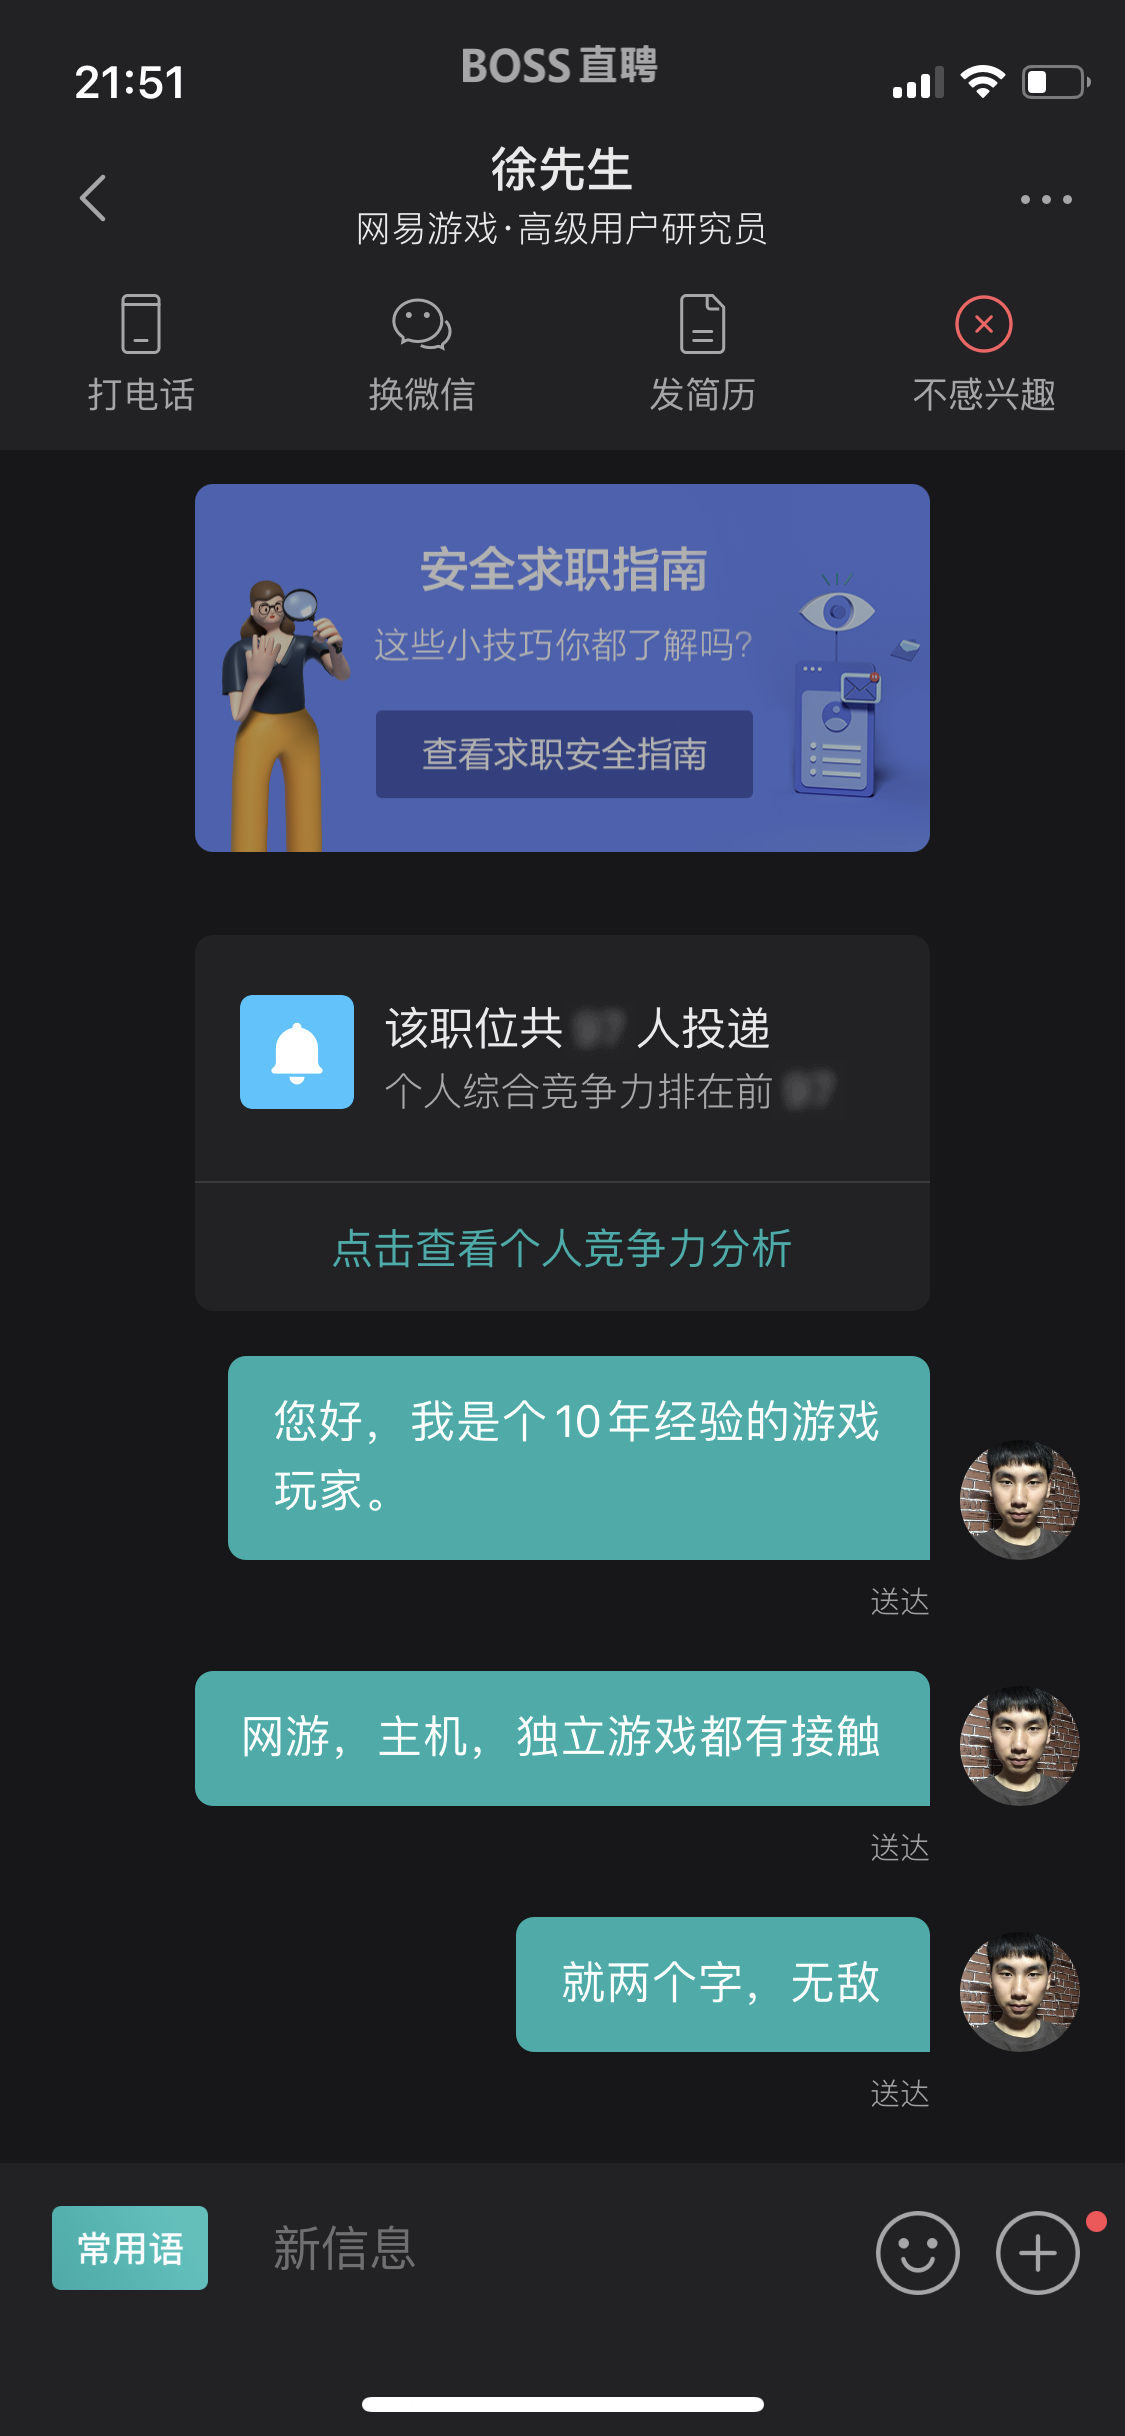 21:51
BOSS直聘
徐先生
网易游戏·高级用户研究员
打电话
换微信
发简历
不感兴趣
安全求职指南
这些小技巧你都了解吗?
查看求职安全指南
该职位共 人投递
个人综合竞争力排在前
点击查看个人竞争力分析
您好，我是个10年经验的游戏
玩家。
送达
网游，主机，独立游戏都有接触
送达
就两个字，无敌
送达
常用语
新信息